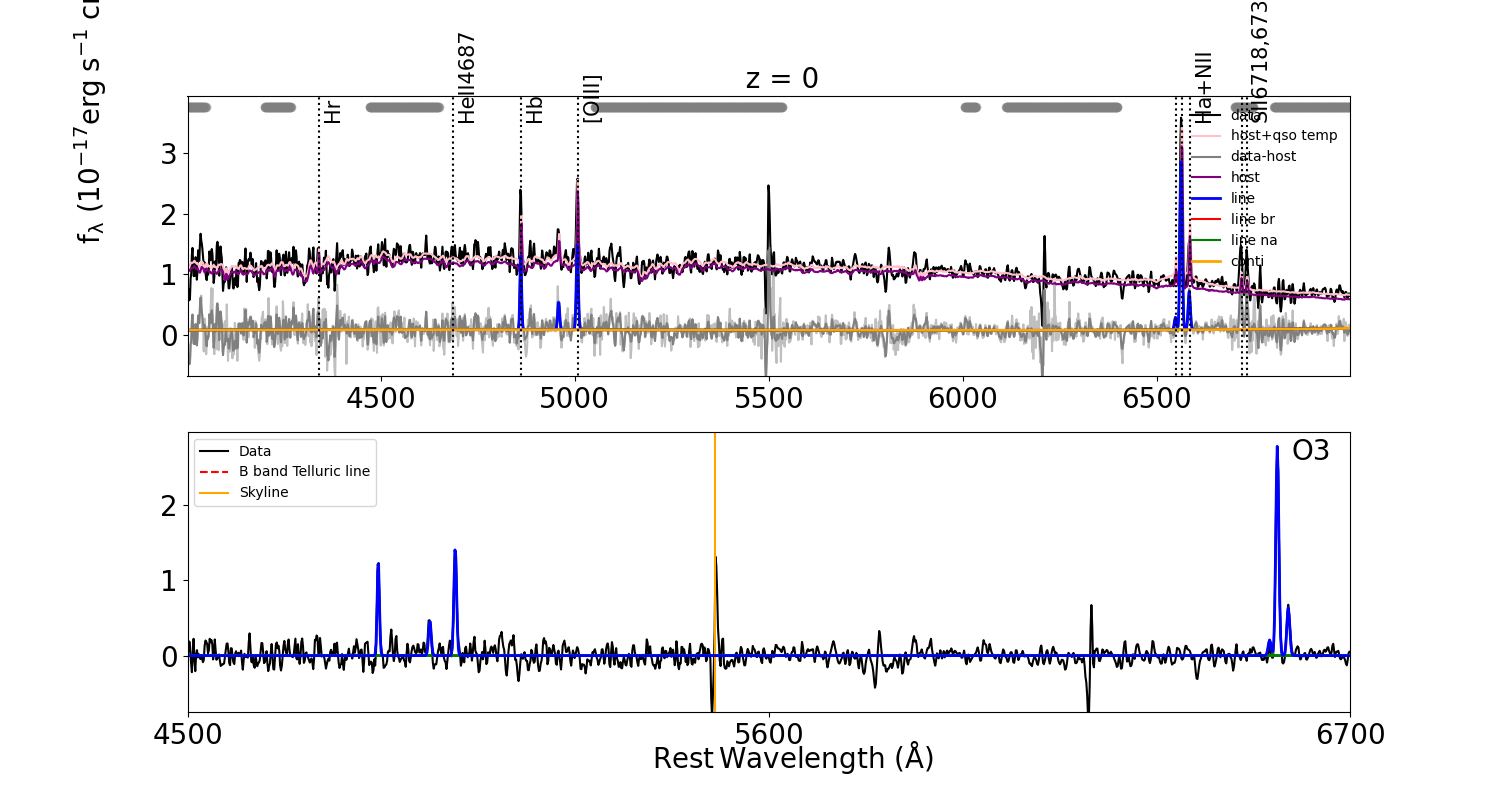 z = 0
f_λ (10^−17 erg s^−1
Hr
HeII4687
Hb
[OIII]
Ha+NII
SII6718,673
data
host+qso temp
data-host
host
line
line br
line na
conti
3
2
1
0
4500 5000 5500 6000 6500
O3
Data
B band Telluric line
Skyline
2
1
0
4500 5600 6700
Rest Wavelength (Å)